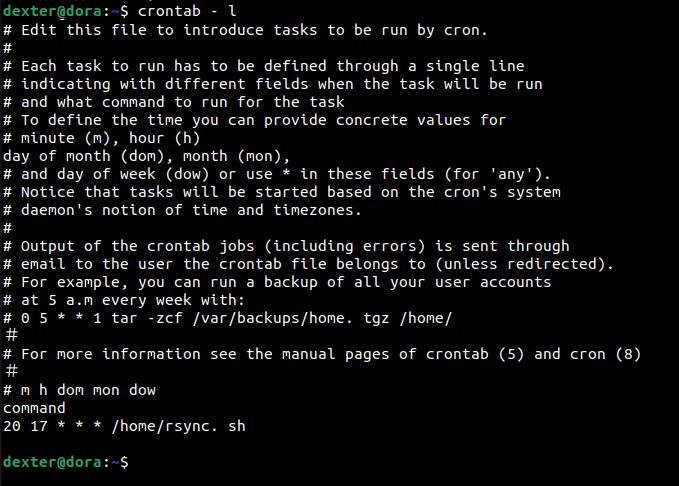 dexter@dora:~$ crontab - l
# Edit this file to introduce tasks to be run by cron.
#
# Each task to run has to be defined through a single line
# indicating with different fields when the task will be run
# and what command to run for the task
# To define the time you can provide concrete values for
# minute (m), hour (h)
day of month (dom), month (mon),
# and day of week (dow) or use * in these fields (for 'any').
# Notice that tasks will be started based on the cron's system
# daemon's notion of time and timezones.
#
# Output of the crontab jobs (including errors) is sent through
# email to the user the crontab file belongs to (unless redirected).
# For example, you can run a backup of all your user accounts
# at 5 a.m every week with:
# 0 5 * * 1 tar -zcf /var/backups/home. tgz /home/
#
# For more information see the manual pages of crontab (5) and cron (8)
#
# m h dom mon dow
command
20 17 * * * /home/rsync. sh
dexter@dora:~$